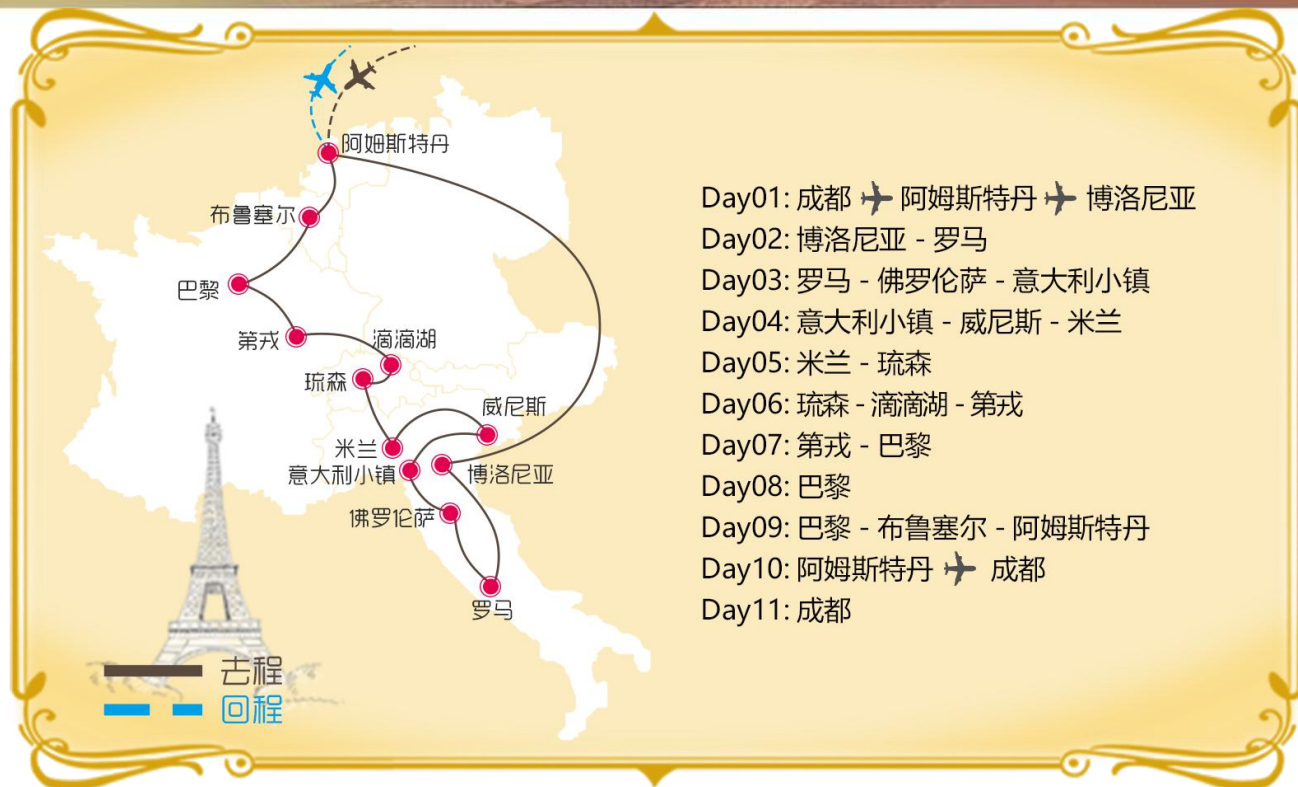 阿姆斯特丹
布鲁塞尔
巴黎
第戎
滴滴湖
琉森
威尼斯
米兰
意大利小镇
博洛尼亚
佛罗伦萨
罗马
去程
回程
Day01: 成都 阿姆斯特丹 博洛尼亚
Day02: 博洛尼亚 - 罗马
Day03: 罗马 - 佛罗伦萨 - 意大利小镇
Day04: 意大利小镇 - 威尼斯 - 米兰
Day05: 米兰 - 琉森
Day06: 琉森 - 滴滴湖 - 第戎
Day07: 第戎 - 巴黎
Day08: 巴黎
Day09: 巴黎 - 布鲁塞尔 - 阿姆斯特丹
Day10: 阿姆斯特丹 成都
Day11: 成都